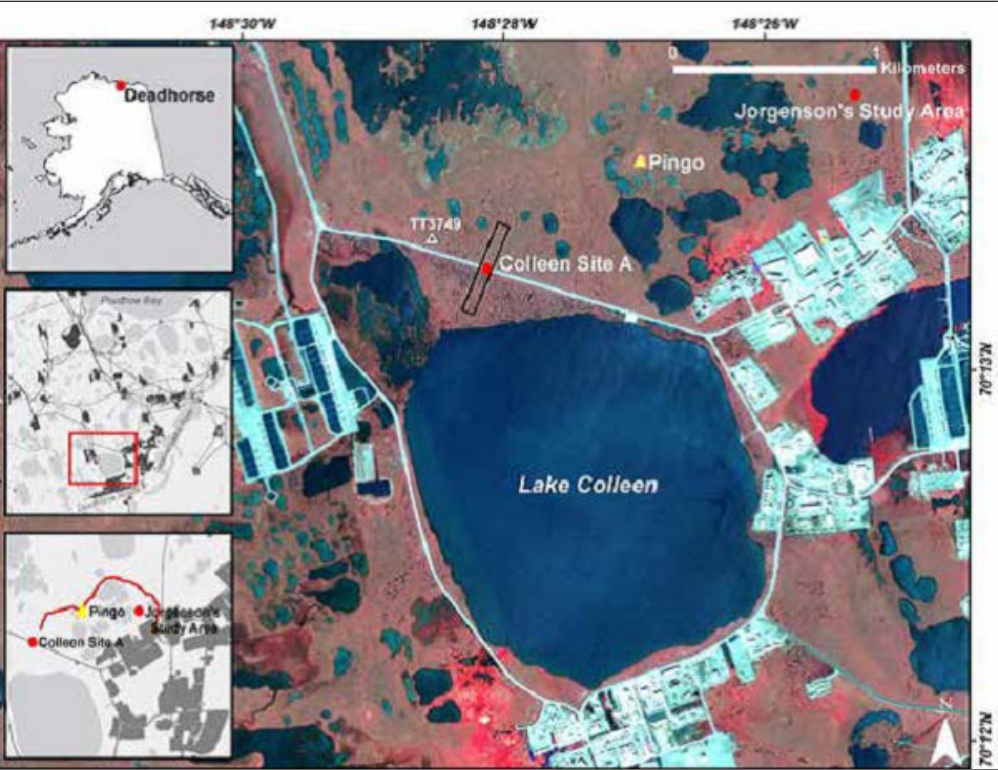 148°30'W 148°28'W 148°26'W
0 1
Kilometers
Deadhorse
Jorgenson's Study Area
Pingo
TT3749
Colleen Site A
Prudhoe Bay
70°13'N
Lake Colleen
Pingo
Jorgenson's
Study Area
Colleen Site A
N
70°12'N